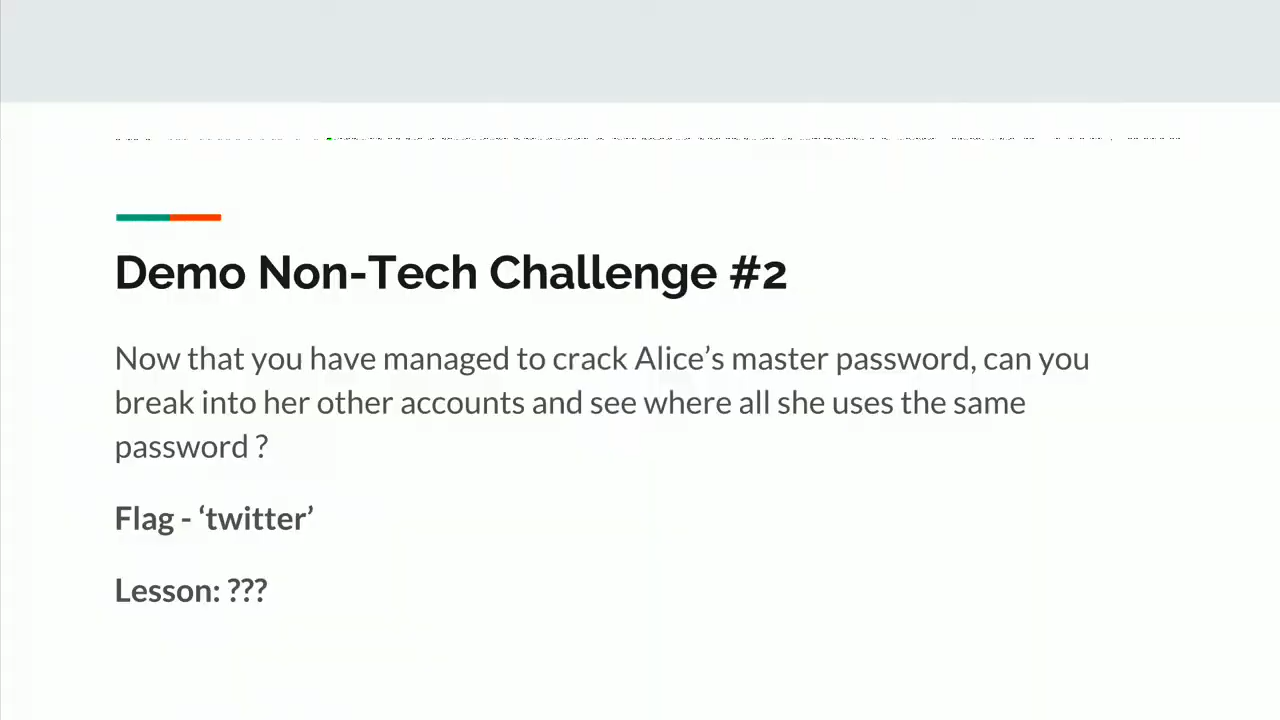 Demo Non-Tech Challenge #2
Now that you have managed to crack Alice’s master password, can you
break into her other accounts and see where all she uses the same
password ?
Flag - ‘twitter’
Lesson: ???